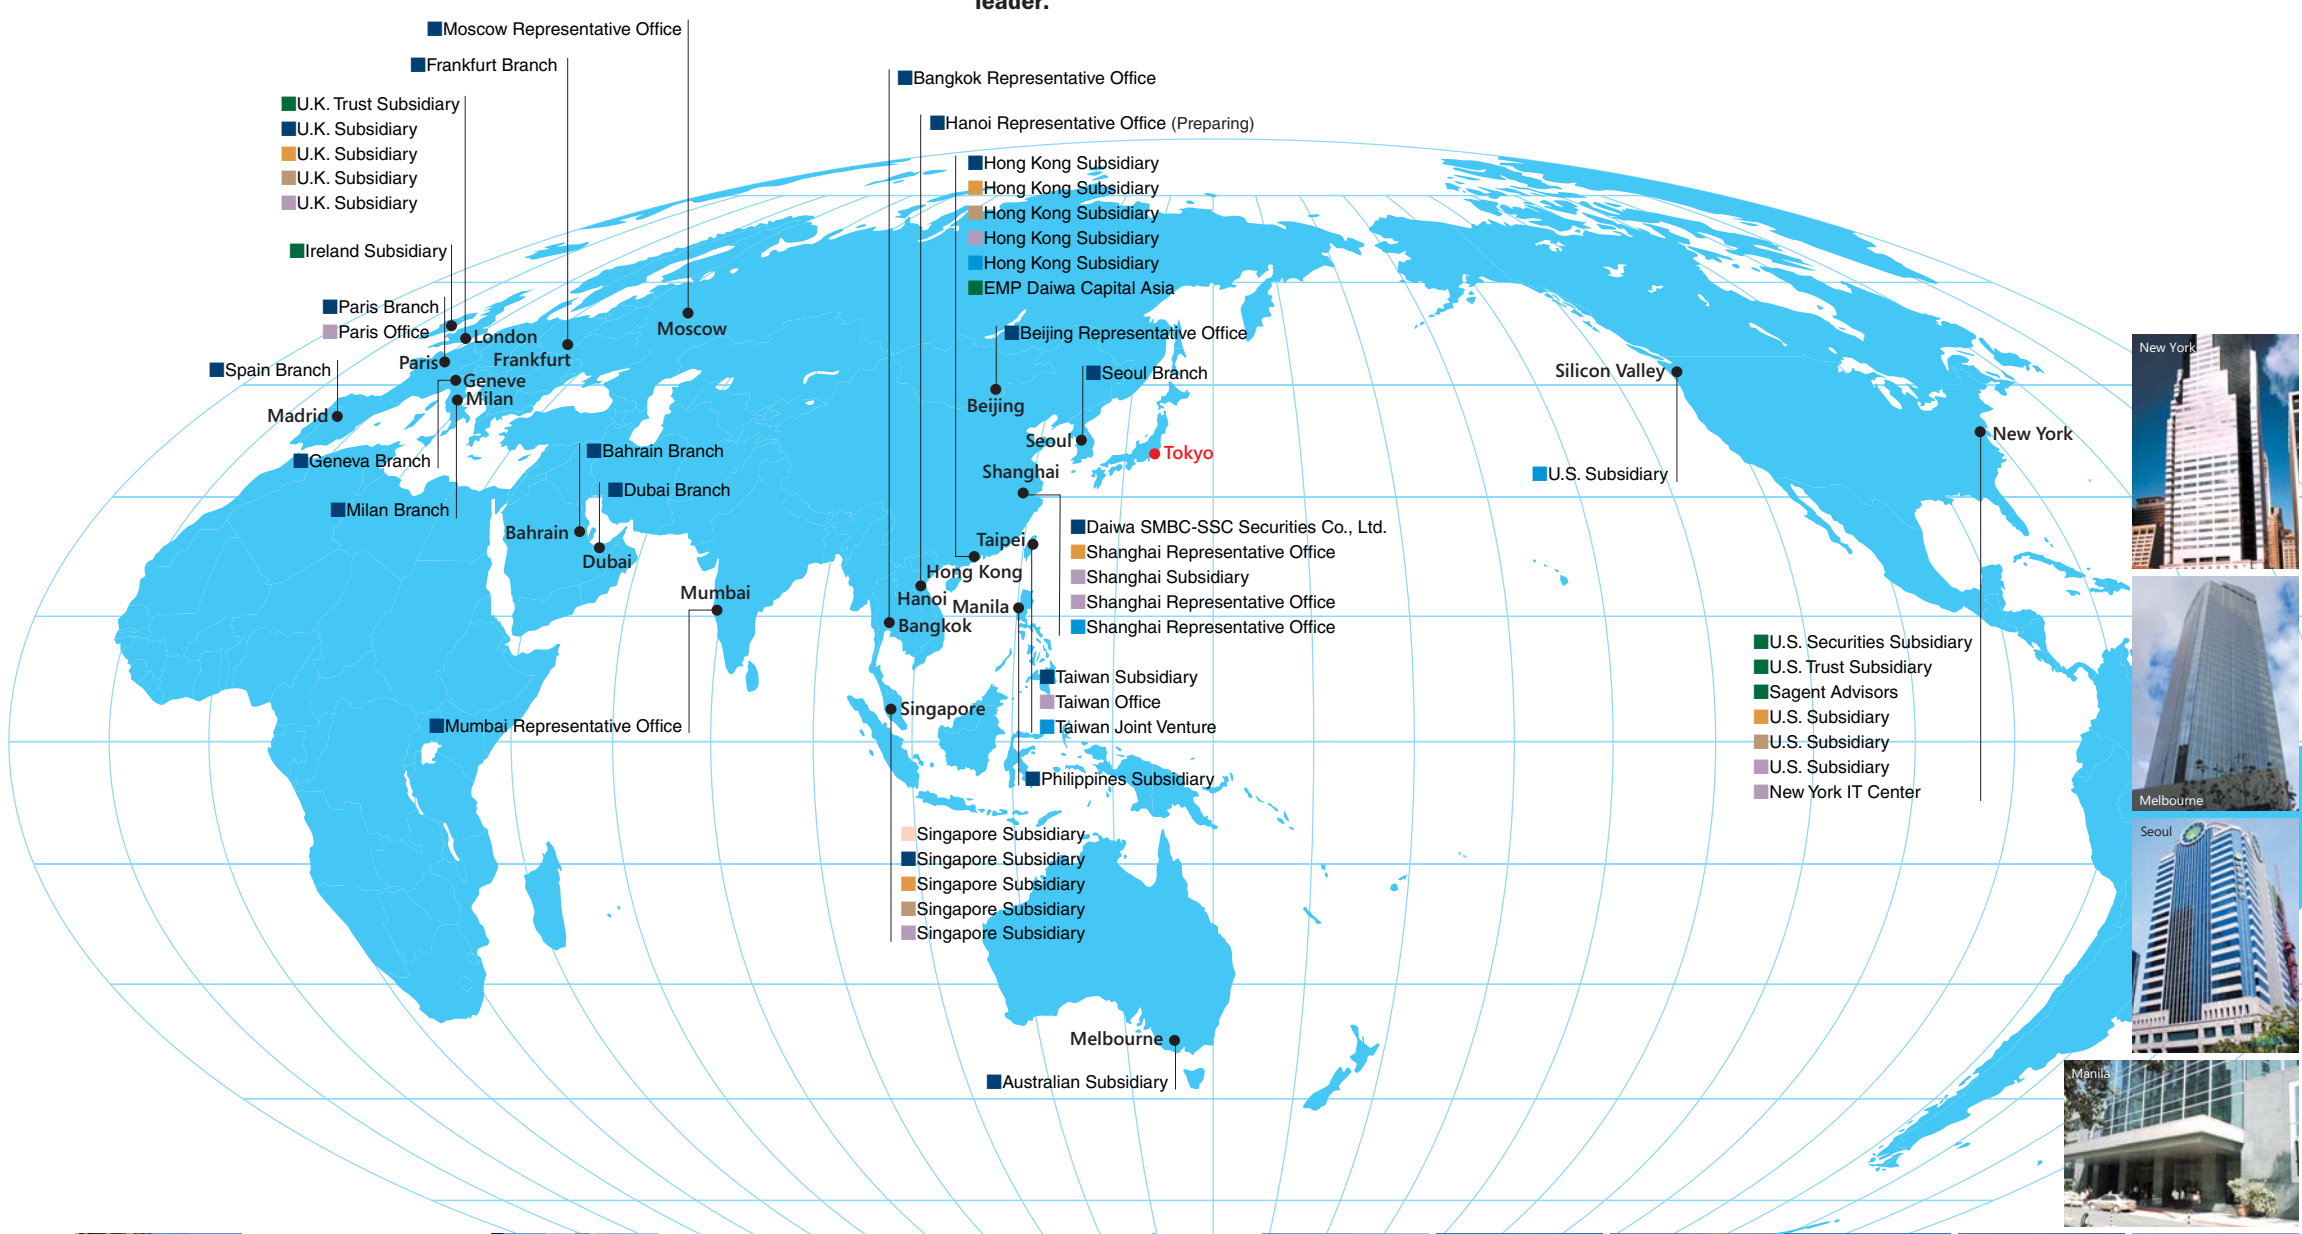 leader.
Moscow Representative Office
Frankfurt Branch
Bangkok Representative Office
U.K. Trust Subsidiary
U.K. Subsidiary
U.K. Subsidiary
U.K. Subsidiary
U.K. Subsidiary
Hanoi Representative Office (Preparing)
Hong Kong Subsidiary
Hong Kong Subsidiary
Hong Kong Subsidiary
Hong Kong Subsidiary
Hong Kong Subsidiary
EMP Daiwa Capital Asia
Ireland Subsidiary
Paris Branch
Paris Office
Spain Branch
London
Paris
Frankfurt
Moscow
Geneve
Milan
Madrid
Geneva Branch
Milan Branch
Beijing Representative Office
Beijing
Seoul Branch
Seoul
Tokyo
Shanghai
Bahrain Branch
Dubai Branch
Bahrain
Dubai
Mumbai
Mumbai Representative Office
Daiwa SMBC-SSC Securities Co., Ltd.
Shanghai Representative Office
Shanghai Subsidiary
Shanghai Representative Office
Shanghai Representative Office
Taipei
Hong Kong
Hanoi
Manila
Bangkok
Singapore
Taiwan Subsidiary
Taiwan Office
Taiwan Joint Venture
Philippines Subsidiary
Singapore Subsidiary
Singapore Subsidiary
Singapore Subsidiary
Singapore Subsidiary
Singapore Subsidiary
Melbourne
Australian Subsidiary
Silicon Valley
U.S. Subsidiary
New York
U.S. Securities Subsidiary
U.S. Trust Subsidiary
Sagent Advisors
U.S. Subsidiary
U.S. Subsidiary
U.S. Subsidiary
New York IT Center
New York
Melbourne
Seoul
Manila